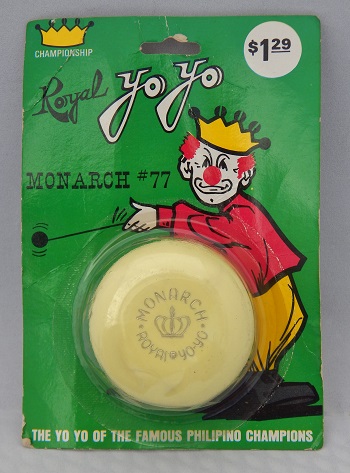 CHAMPIONSHIP
$1.29
Royal yo yo
MONARCH #77
• MONARCH •
ROYAL YO-YO
THE YO YO OF THE FAMOUS PHILIPINO CHAMPIONS